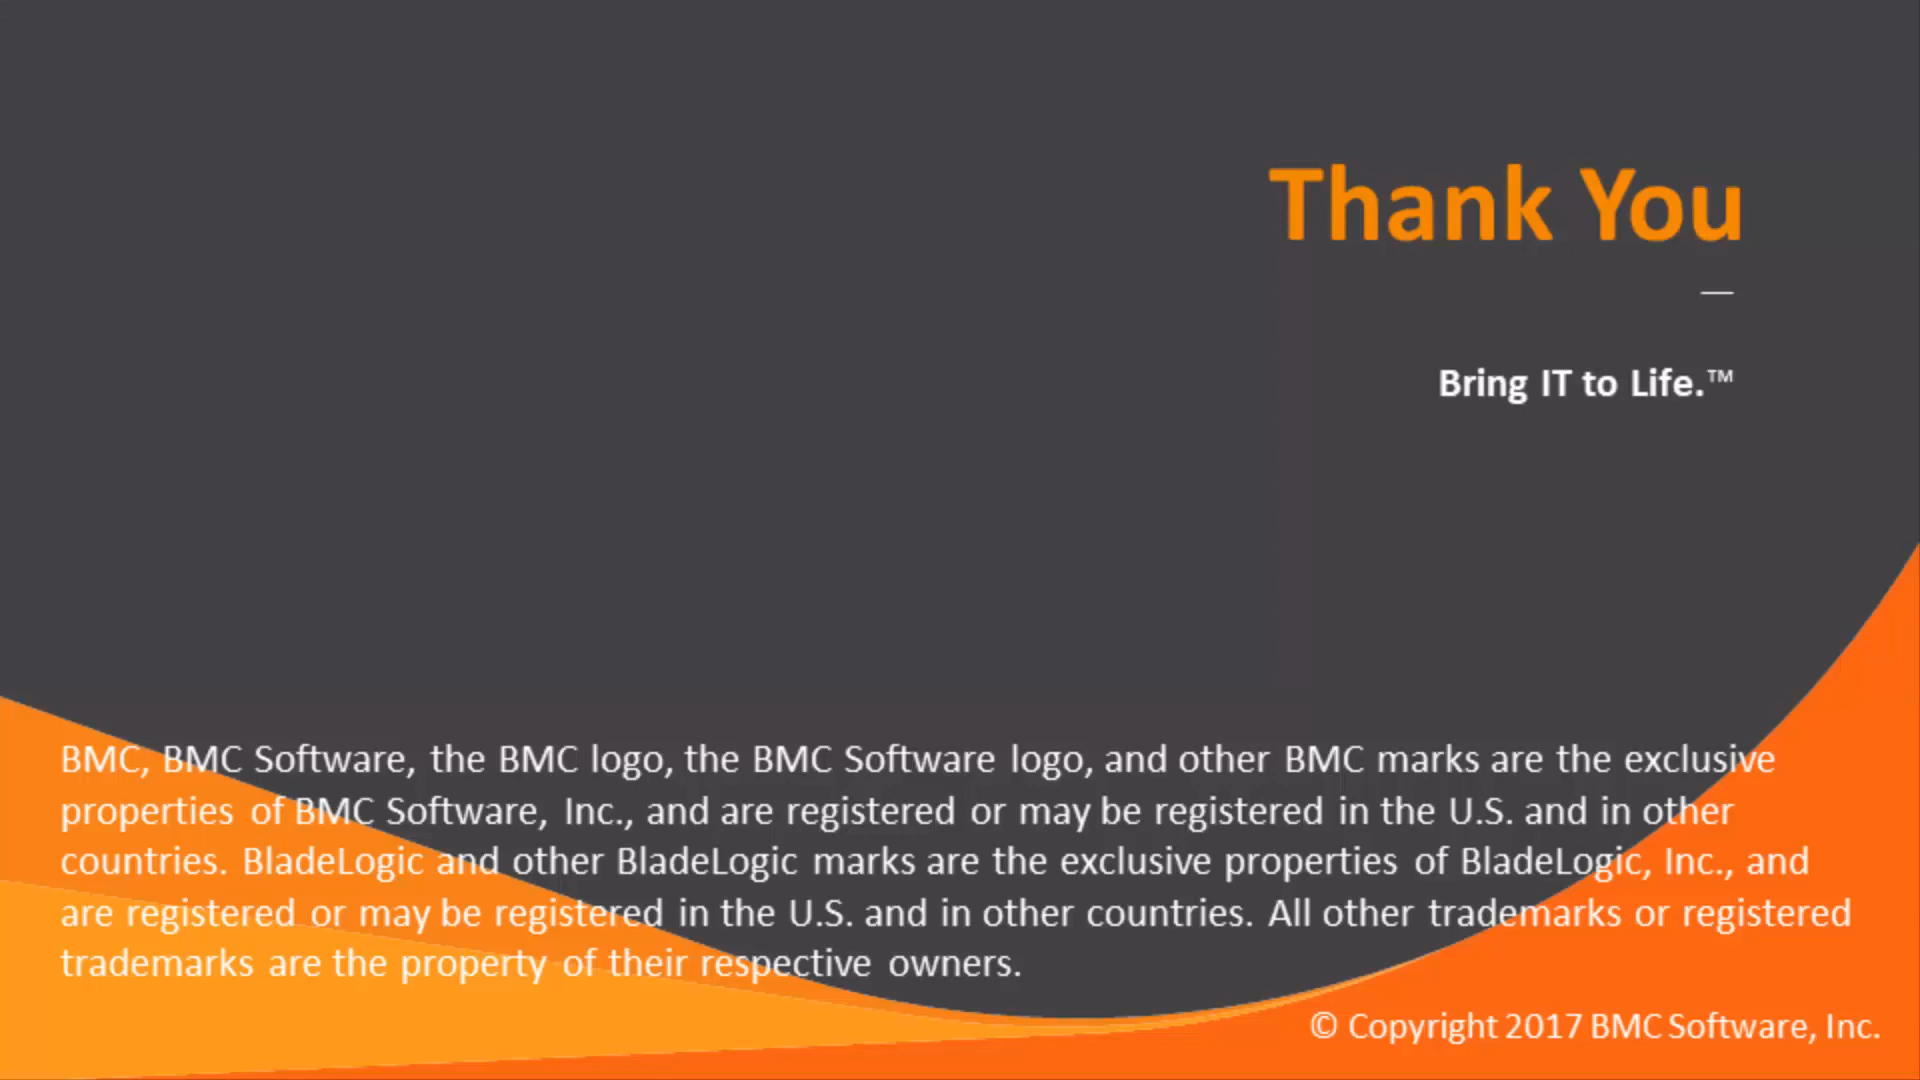 Thank You
—
Bring IT to Life.™
BMC, BMC Software, the BMC logo, the BMC Software logo, and other BMC marks are the exclusive
properties of BMC Software, Inc., and are registered or may be registered in the U.S. and in other
countries. BladeLogic and other BladeLogic marks are the exclusive properties of BladeLogic, Inc., and
are registered or may be registered in the U.S. and in other countries. All other trademarks or registered
trademarks are the property of their respective owners.
© Copyright 2017 BMC Software, Inc.